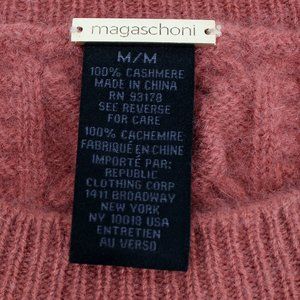 magaschoni
M/M
100% CASHMERE
MADE IN CHINA
RN 93178
SEE REVERSE
FOR CARE
100% CACHEMIRE
FABRIQUÉ EN CHINE
IMPORTÉ PAR:
REPUBLIC
CLOTHING CORP
1411 BROADWAY
NEW YORK
NY 10018 USA
ENTRETIEN
AU VERSO